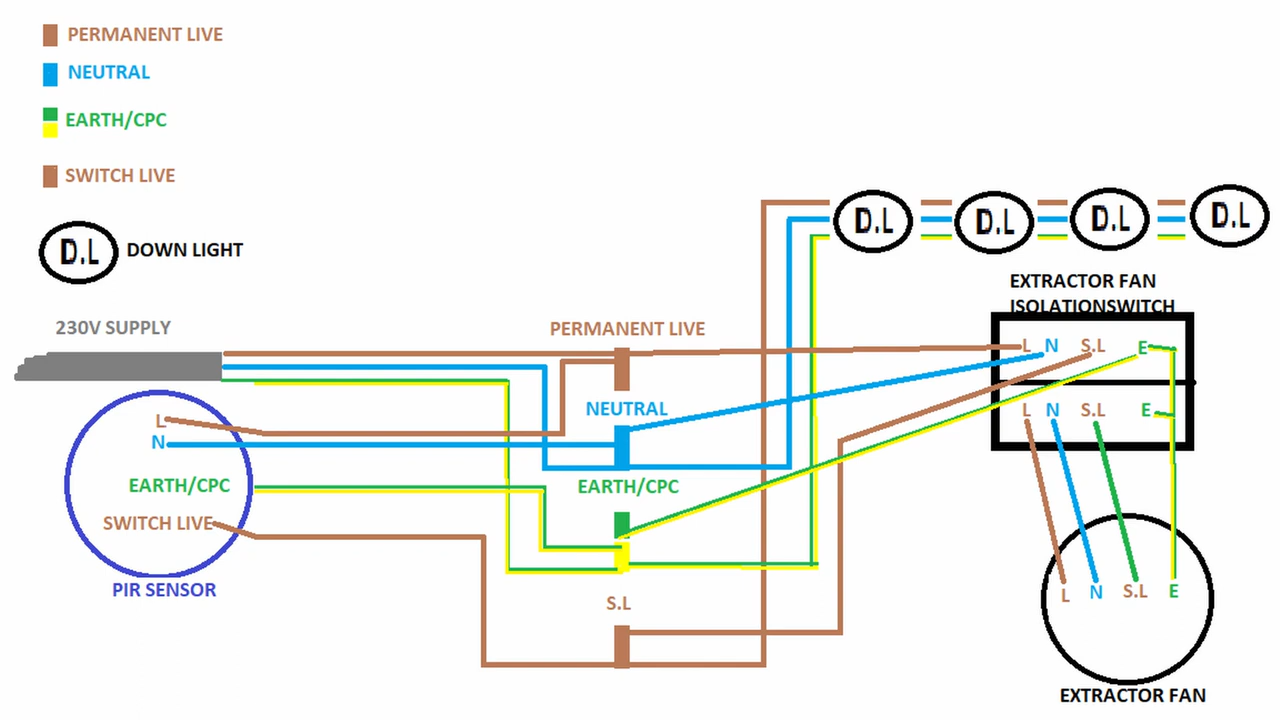 PERMANENT LIVE
NEUTRAL
EARTH/CPC
SWITCH LIVE
D.L DOWN LIGHT
D.L D.L D.L D.L
EXTRACTOR FAN
ISOLATIONSWITCH
230V SUPPLY
PERMANENT LIVE
L N S.L E
NEUTRAL
L N S.L E
L
N
EARTH/CPC
EARTH/CPC
SWITCH LIVE
PIR SENSOR
S.L
L N S.L E
EXTRACTOR FAN